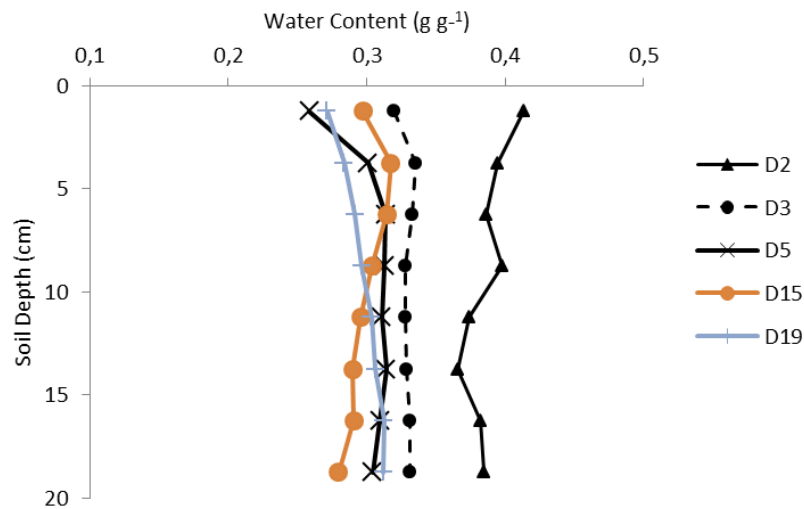 Water Content (g g-1)
0,1 0,2 0,3 0,4 0,5
0
5
10
15
20
Soil Depth (cm)
D2
D3
D5
D15
D19